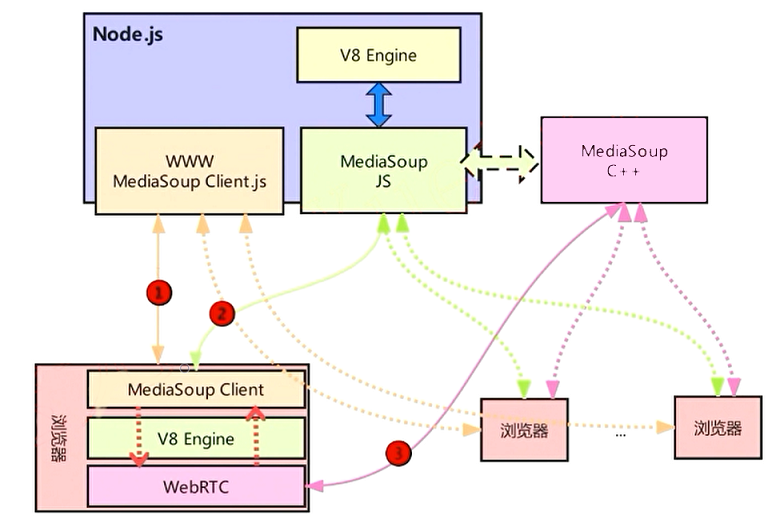 Node.js
V8 Engine
WWW
MediaSoup Client.js
MediaSoup
JS
MediaSoup
C++
1
2
浏览器
MediaSoup Client
V8 Engine
WebRTC
3
浏览器
...
浏览器